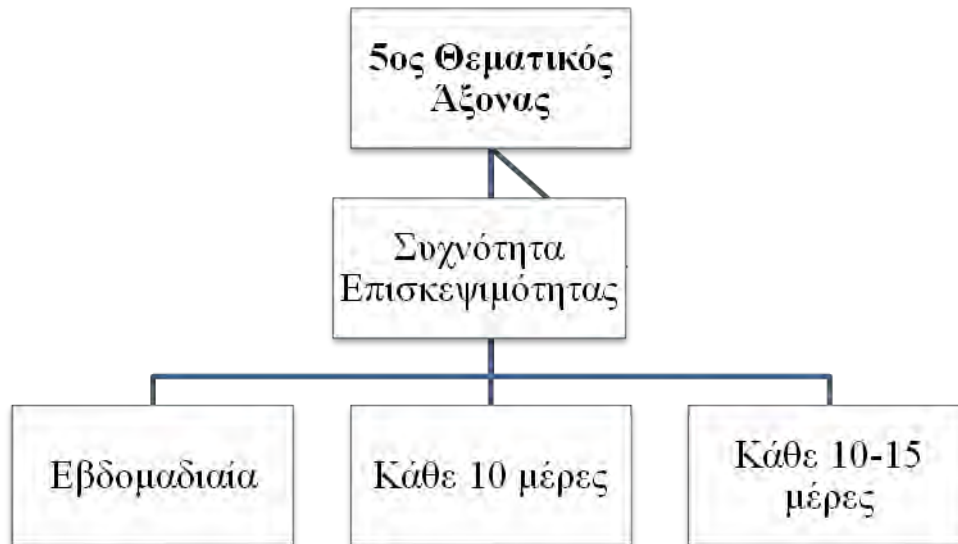 5ος Θεματικός
Άξονας
Συχνότητα
Επισκεψιμότητας
Εβδομαδιαία
Κάθε 10 μέρες
Κάθε 10-15
μέρες